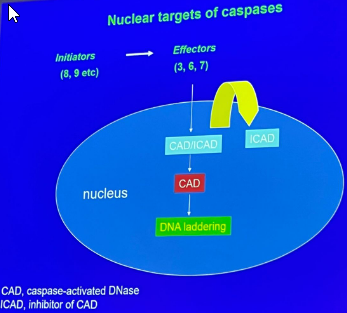 Nuclear targets of caspases
Initiators
(8, 9 etc)
Effectors
(3, 6, 7)
CAD/ICAD
ICAD
CAD
nucleus
DNA laddering
CAD, caspase-activated DNase
ICAD, inhibitor of CAD